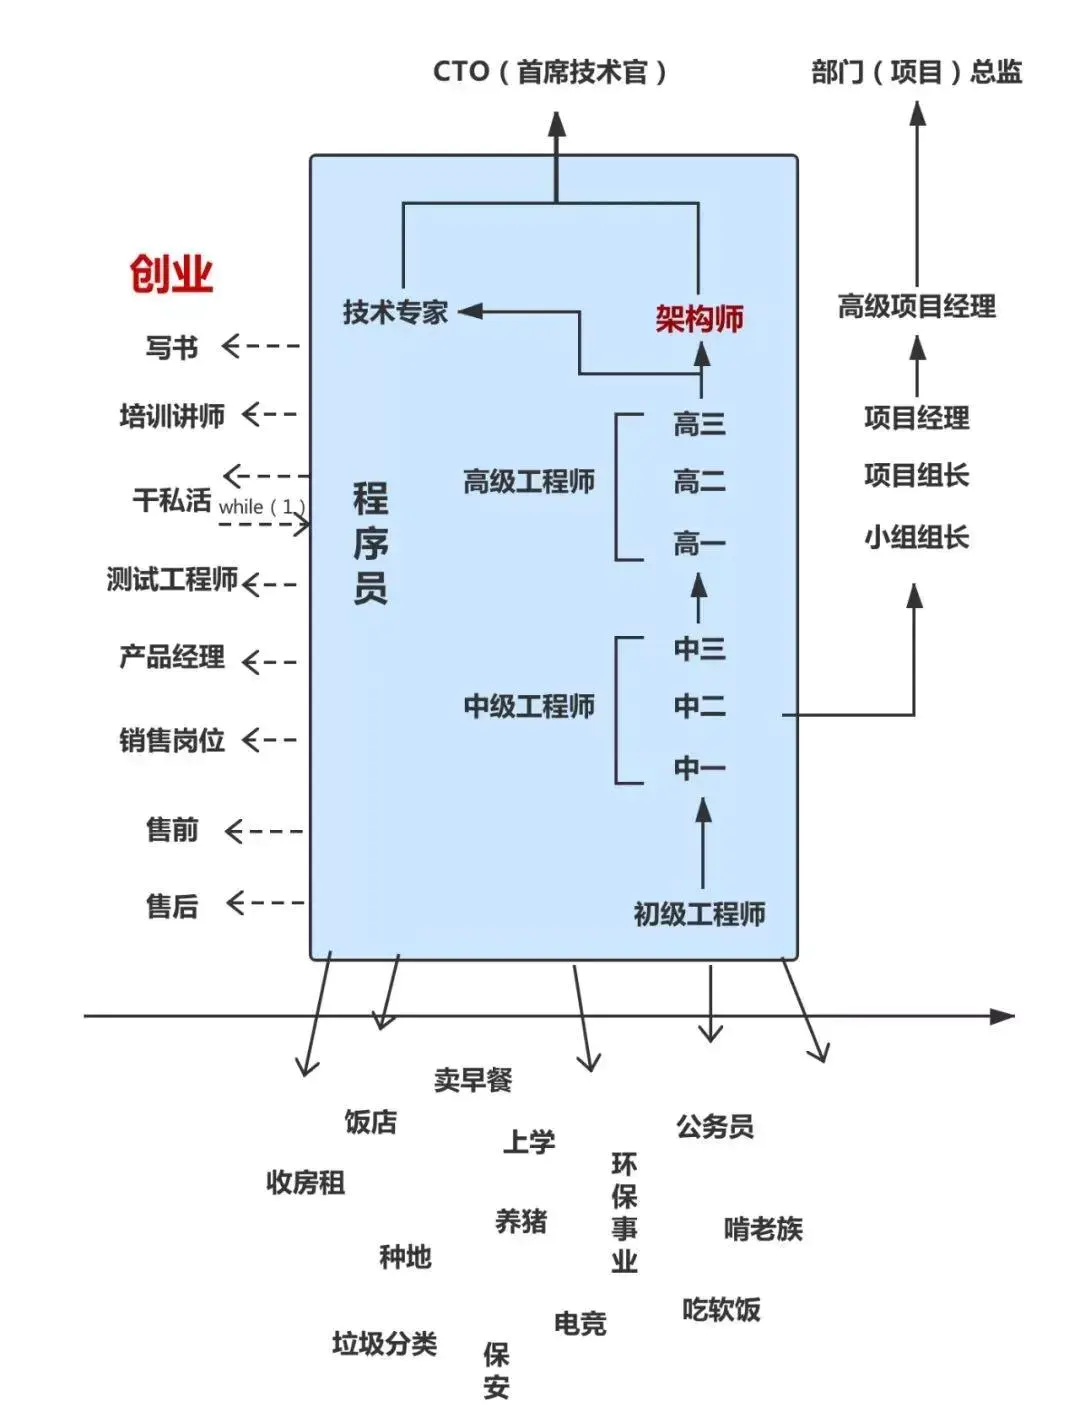 CTO（首席技术官）
部门（项目）总监
创业
写书
培训讲师
干私活
while（1）
测试工程师
产品经理
销售岗位
售前
售后
技术专家
架构师
程序员
高级工程师
高三
高二
高一
中级工程师
中三
中二
中一
初级工程师
高级项目经理
项目经理
项目组长
小组组长
卖早餐
饭店
上学
公务员
收房租
环保事业
养猪
啃老族
种地
吃软饭
电竞
垃圾分类
保安